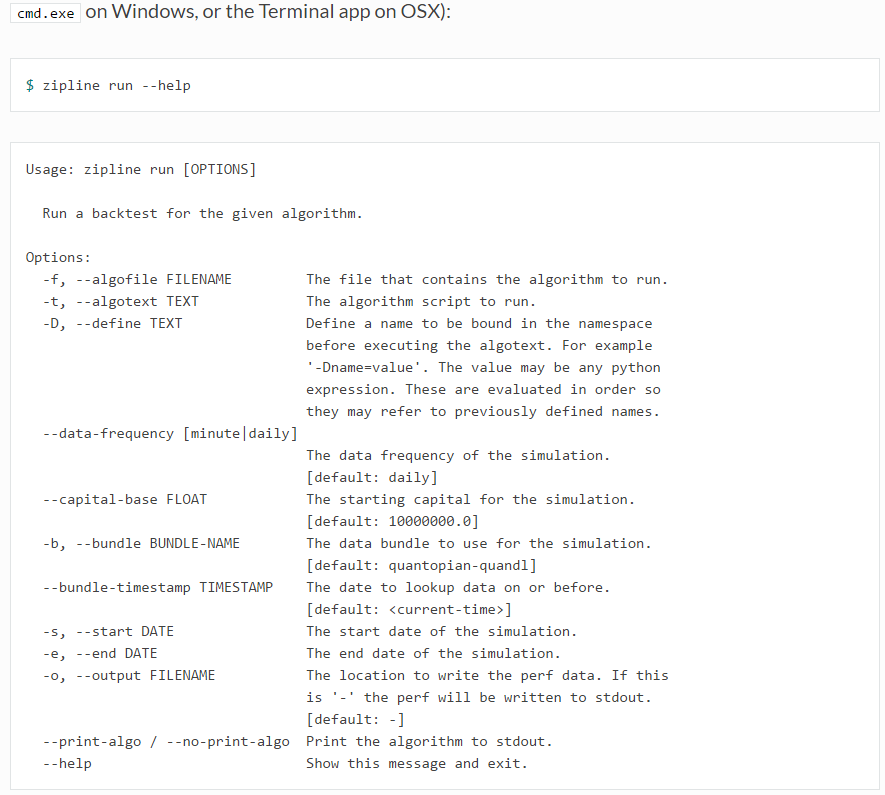 cmd.exe on Windows, or the Terminal app on OSX):
$ zipline run --help
Usage: zipline run [OPTIONS]
Run a backtest for the given algorithm.
Options:
-f, --algofile FILENAME The file that contains the algorithm to run.
-t, --algotext TEXT The algorithm script to run.
-D, --define TEXT Define a name to be bound in the namespace
before executing the algotext. For example
'-Dname=value'. The value may be any python
expression. These are evaluated in order so
they may refer to previously defined names.
--data-frequency [minute|daily]
The data frequency of the simulation.
[default: daily]
--capital-base FLOAT The starting capital for the simulation.
[default: 10000000.0]
-b, --bundle BUNDLE-NAME The data bundle to use for the simulation.
[default: quantopian-quandl]
--bundle-timestamp TIMESTAMP The date to lookup data on or before.
[default: <current-time>]
-s, --start DATE The start date of the simulation.
-e, --end DATE The end date of the simulation.
-o, --output FILENAME The location to write the perf data. If this
is '-' the perf will be written to stdout.
[default: -]
--print-algo / --no-print-algo Print the algorithm to stdout.
--help Show this message and exit.